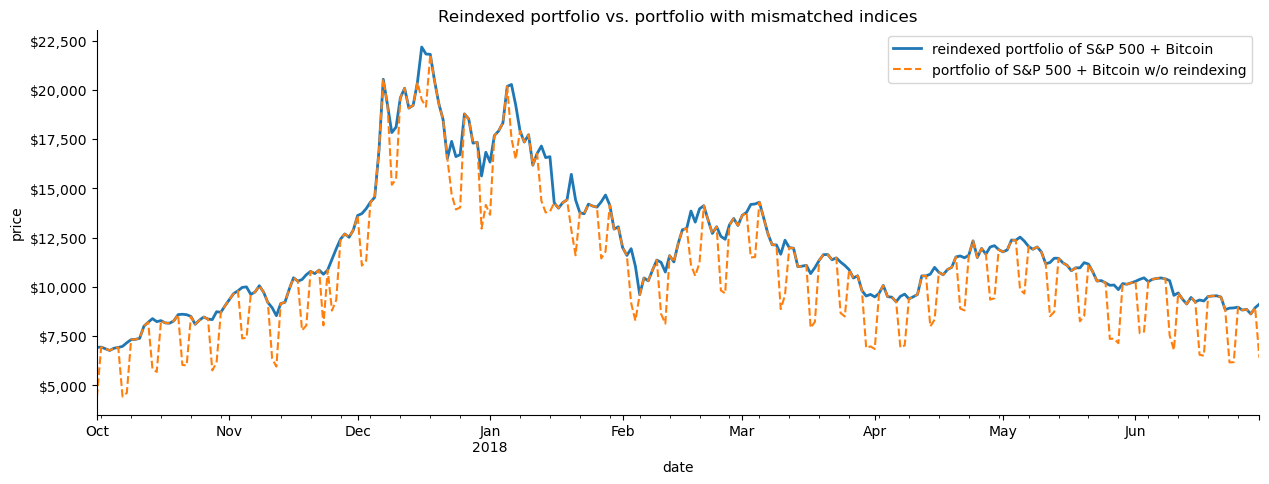 Reindexed portfolio vs. portfolio with mismatched indices
reindexed portfolio of S&P 500 + Bitcoin
portfolio of S&P 500 + Bitcoin w/o reindexing
price
$22,500
$20,000
$17,500
$15,000
$12,500
$10,000
$7,500
$5,000
Oct Nov Dec Jan Feb Mar Apr May Jun
2018
date